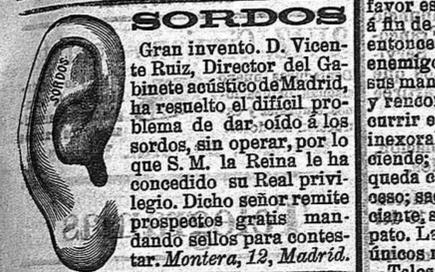 SORDOS
SORDOS
Gran invento. D. Vicen-
te Ruiz, Director del Ga-
binete acústico de Madrid,
ha resuelto el difícil pro-
blema de dar oído á los
sordos, sin operar, por lo
que S. M. la Reina le ha
concedido su Real privi-
legio. Dicho señor remite
prospectos grátis man-
dando sellos para contes-
tar. Montera, 12, Madrid.
favor es
á fin de
entonce
enemigo
sus man
y renco
currir e
inexora
ciende;
queda c
ceso; sac
ciante; s
pato. La
únicos r